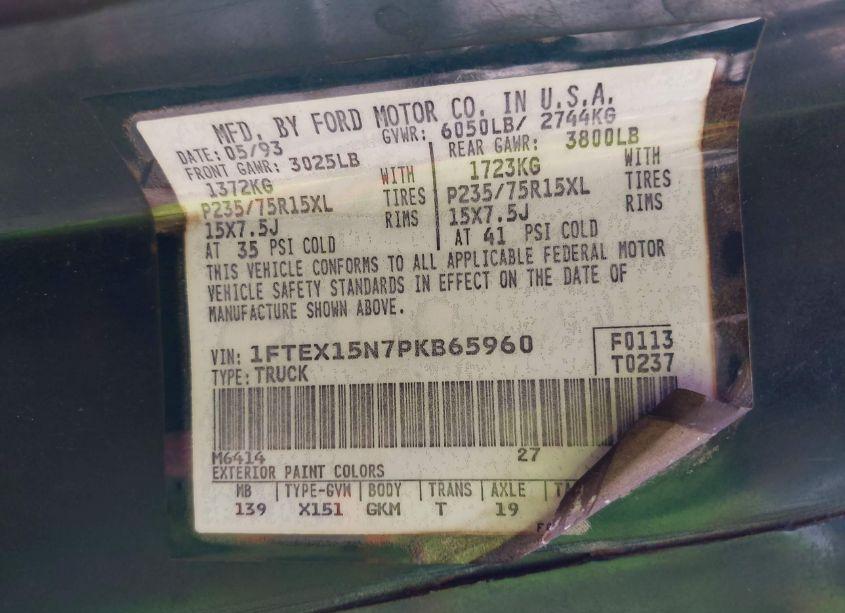 MFD. BY FORD MOTOR CO. IN U.S.A.
DATE: 05/93 GVWR: 6050LB/ 2744KG
FRONT GAWR: 3025LB REAR GAWR: 3800LB
1372KG WITH 1723KG WITH
P235/75R15XL TIRES P235/75R15XL TIRES
15X7.5J RIMS 15X7.5J RIMS
AT 35 PSI COLD AT 41 PSI COLD
THIS VEHICLE CONFORMS TO ALL APPLICABLE FEDERAL MOTOR
VEHICLE SAFETY STANDARDS IN EFFECT ON THE DATE OF
MANUFACTURE SHOWN ABOVE.
VIN: 1FTEX15N7PKB65960 F0113
TYPE: TRUCK T0237
M6414 27
EXTERIOR PAINT COLORS
WB TYPE-GVW BODY TRANS AXLE
139 X151 GKM T 19